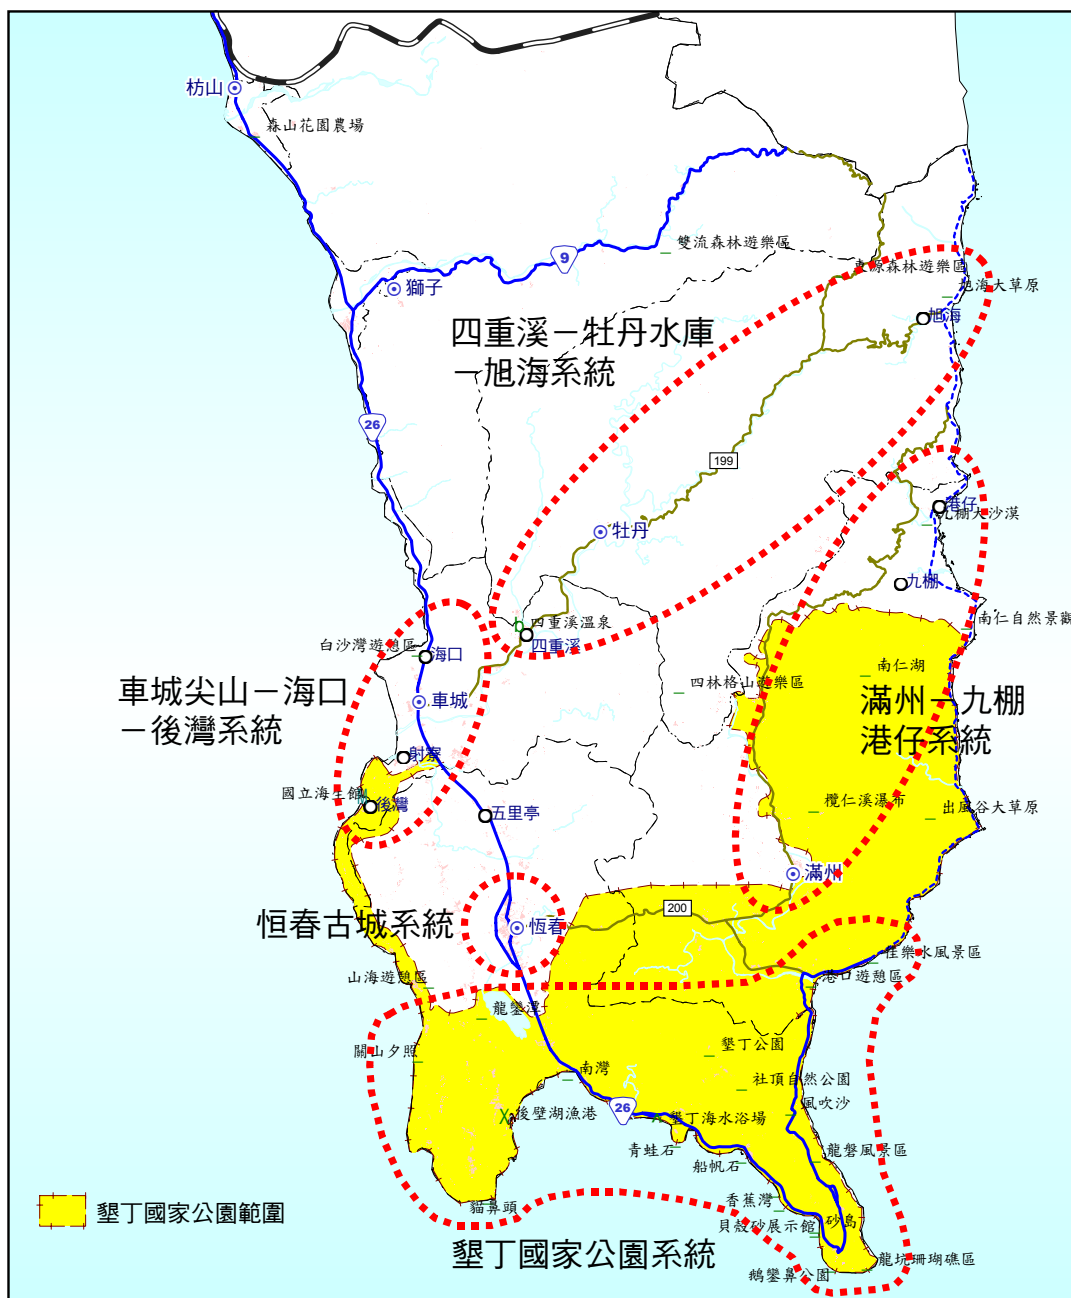 枋山
森山花園農場
雙流森林遊樂區
9
東源森林遊樂區
旭海大草原
獅子
旭海
四重溪－牡丹水庫
－旭海系統
26
199
港仔
九棚大沙漠
牡丹
九棚
四重溪溫泉
四重溪
南仁自然景觀
白沙灣遊憩區
海口
南仁湖
四林格山遊樂區
車城尖山－海口
－後灣系統
車城
滿州－九棚
港仔系統
射寮
國立海生館
後灣
五里亭
欖仁溪瀑布
出風谷大草原
滿州
200
恒春古城系統
恆春
佳樂水風景區
山海遊憩區
港口遊憩區
龍鑾潭
關山夕照
墾丁公園
南灣
社頂自然公園
風吹沙
26
後壁湖漁港
墾丁海水浴場
青蛙石
船帆石
龍磐風景區
香蕉灣
貓鼻頭
貝殼砂展示館
砂島
墾丁國家公園範圍
墾丁國家公園系統
龍坑珊瑚礁區
鵝鑾鼻公園